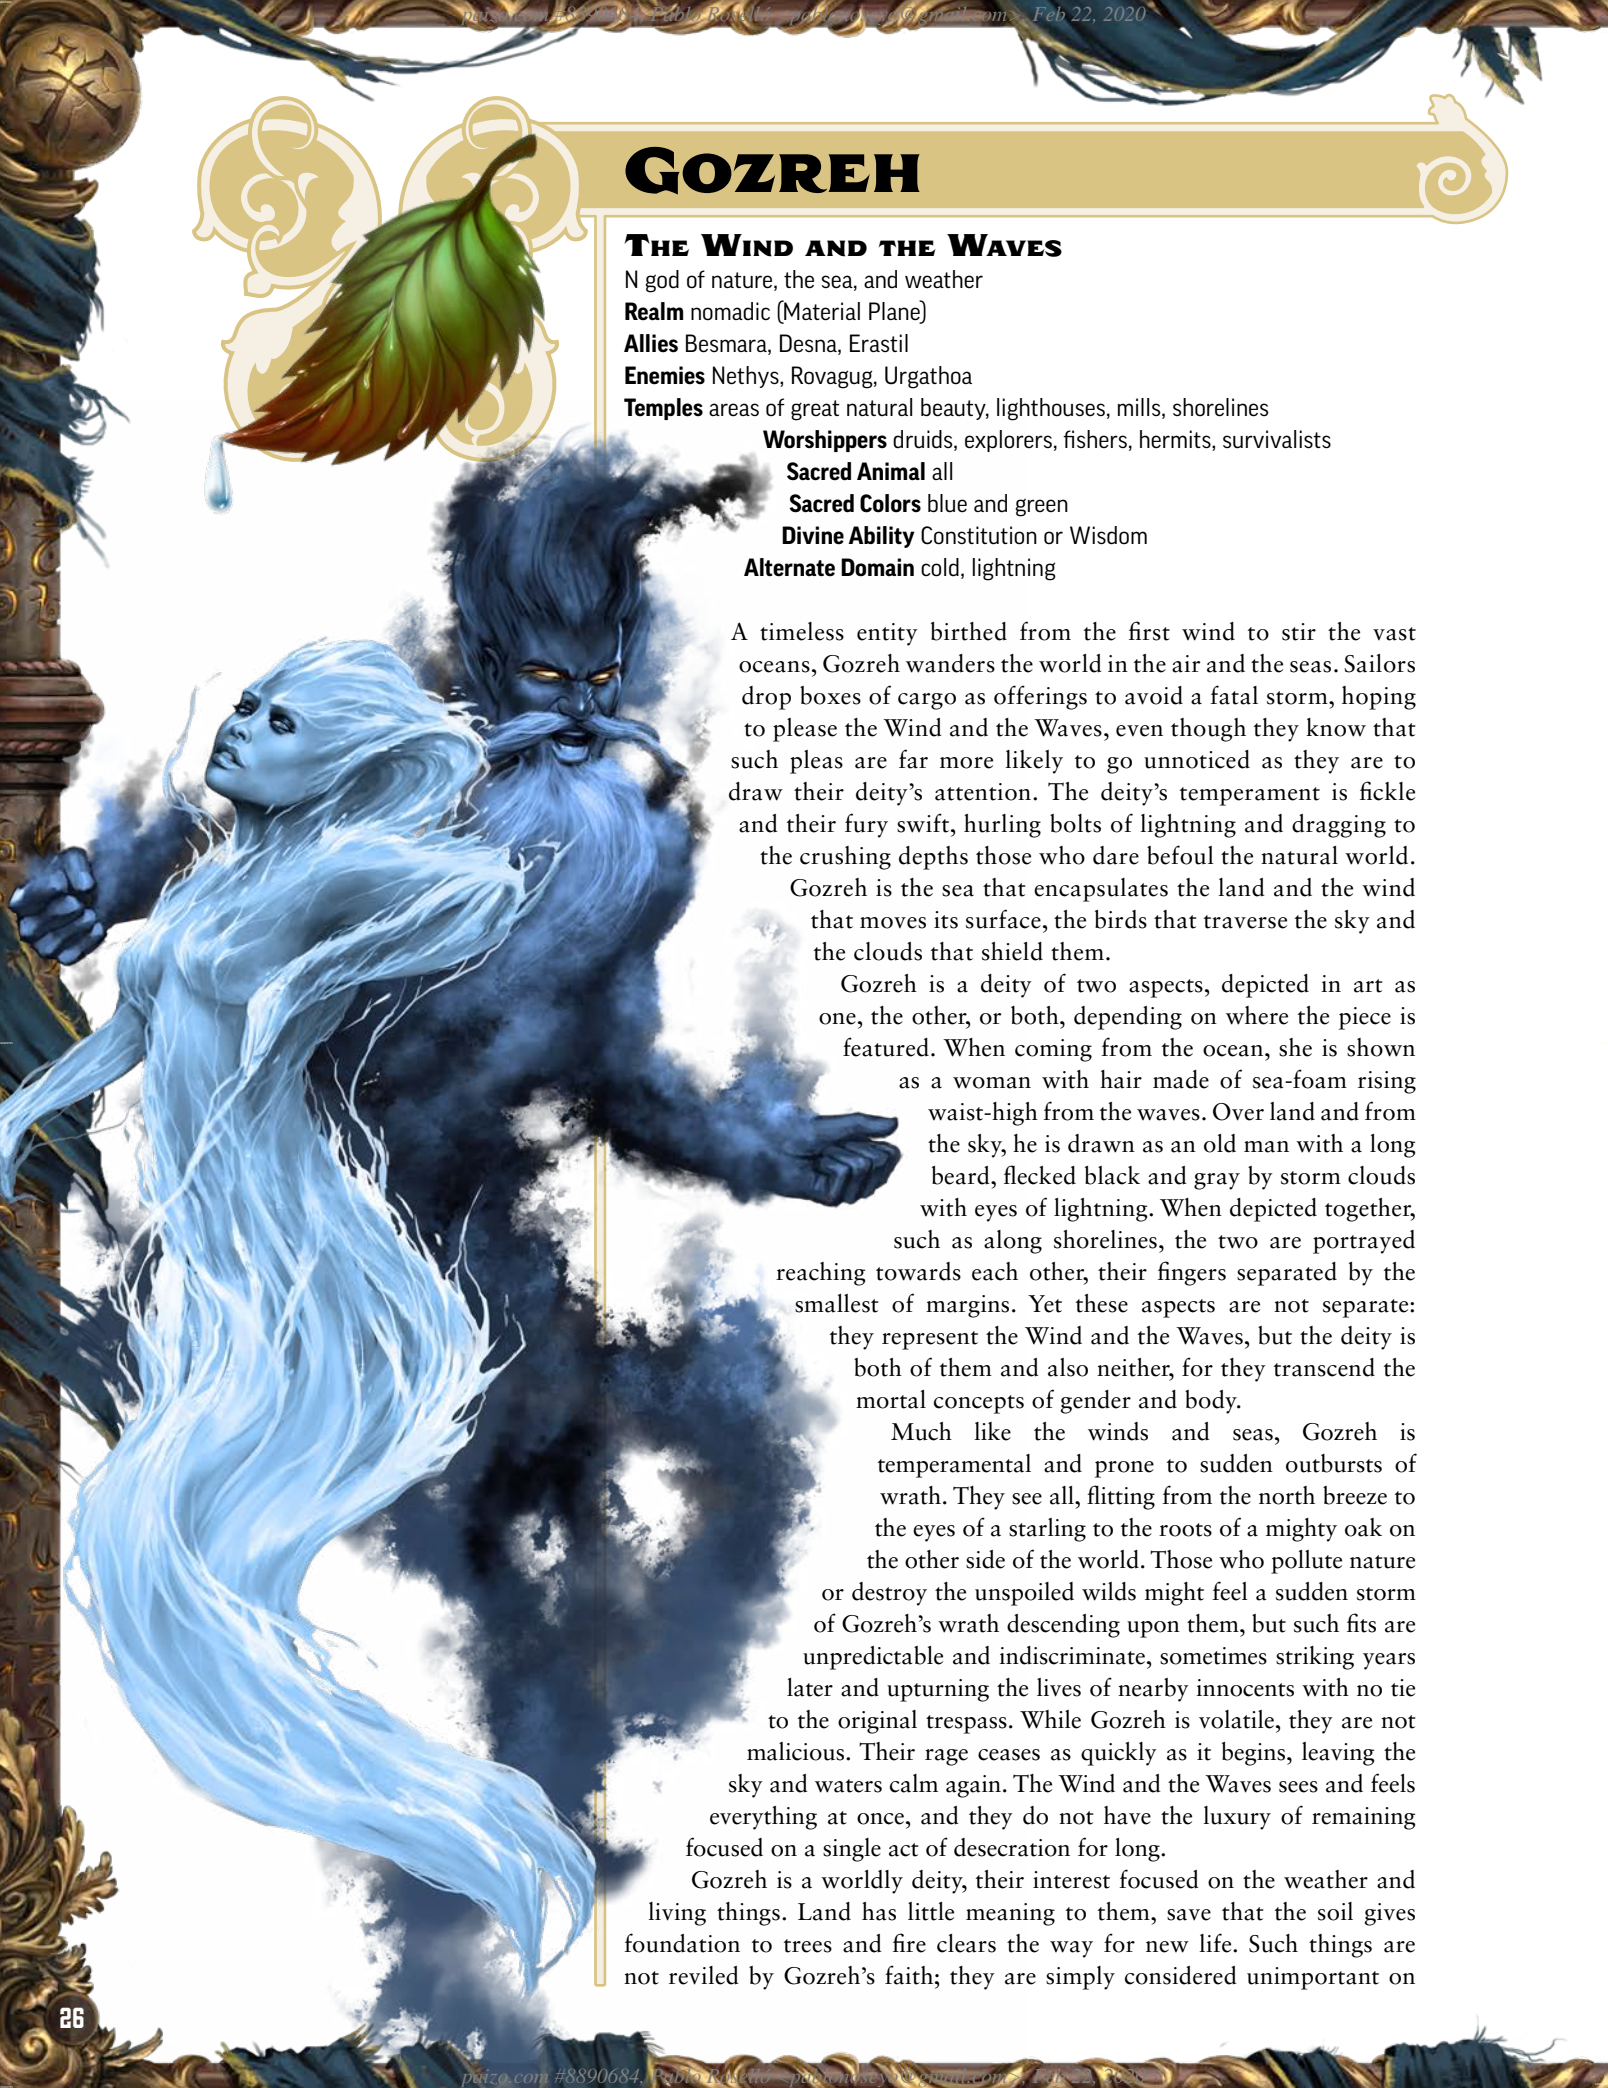 paizo.com #8890684, Pablo Roselló <pablonoseyo@gmail.com>, Feb 22, 2020
GOZREH
THE WIND AND THE WAVES
N god of nature, the sea, and weather
Realm nomadic (Material Plane)
Allies Besmara, Desna, Erastil
Enemies Nethys, Rovagug, Urgathoa
Temples areas of great natural beauty, lighthouses, mills, shorelines
Worshippers druids, explorers, fishers, hermits, survivalists
Sacred Animal all
Sacred Colors blue and green
Divine Ability Constitution or Wisdom
Alternate Domain cold, lightning
A timeless entity birthed from the first wind to stir the vast
oceans, Gozreh wanders the world in the air and the seas. Sailors
drop boxes of cargo as offerings to avoid a fatal storm, hoping
to please the Wind and the Waves, even though they know that
such pleas are far more likely to go unnoticed as they are to
draw their deity’s attention. The deity’s temperament is fickle
and their fury swift, hurling bolts of lightning and dragging to
the crushing depths those who dare befoul the natural world.
Gozreh is the sea that encapsulates the land and the wind
that moves its surface, the birds that traverse the sky and
the clouds that shield them.
Gozreh is a deity of two aspects, depicted in art as
one, the other, or both, depending on where the piece is
featured. When coming from the ocean, she is shown
as a woman with hair made of sea-foam rising
waist-high from the waves. Over land and from
the sky, he is drawn as an old man with a long
beard, flecked black and gray by storm clouds
with eyes of lightning. When depicted together,
such as along shorelines, the two are portrayed
reaching towards each other, their fingers separated by the
smallest of margins. Yet these aspects are not separate:
they represent the Wind and the Waves, but the deity is
both of them and also neither, for they transcend the
mortal concepts of gender and body.
Much like the winds and seas, Gozreh is
temperamental and prone to sudden outbursts of
wrath. They see all, flitting from the north breeze to
the eyes of a starling to the roots of a mighty oak on
the other side of the world. Those who pollute nature
or destroy the unspoiled wilds might feel a sudden storm
of Gozreh’s wrath descending upon them, but such fits are
unpredictable and indiscriminate, sometimes striking years
later and upturning the lives of nearby innocents with no tie
to the original trespass. While Gozreh is volatile, they are not
malicious. Their rage ceases as quickly as it begins, leaving the
sky and waters calm again. The Wind and the Waves sees and feels
everything at once, and they do not have the luxury of remaining
focused on a single act of desecration for long.
Gozreh is a worldly deity, their interest focused on the weather and
living things. Land has little meaning to them, save that the soil gives
foundation to trees and fire clears the way for new life. Such things are
not reviled by Gozreh’s faith; they are simply considered unimportant on
26
paizo.com #8890684, Pablo Roselló <pablonoseyo@gmail.com>, Feb 22, 2020